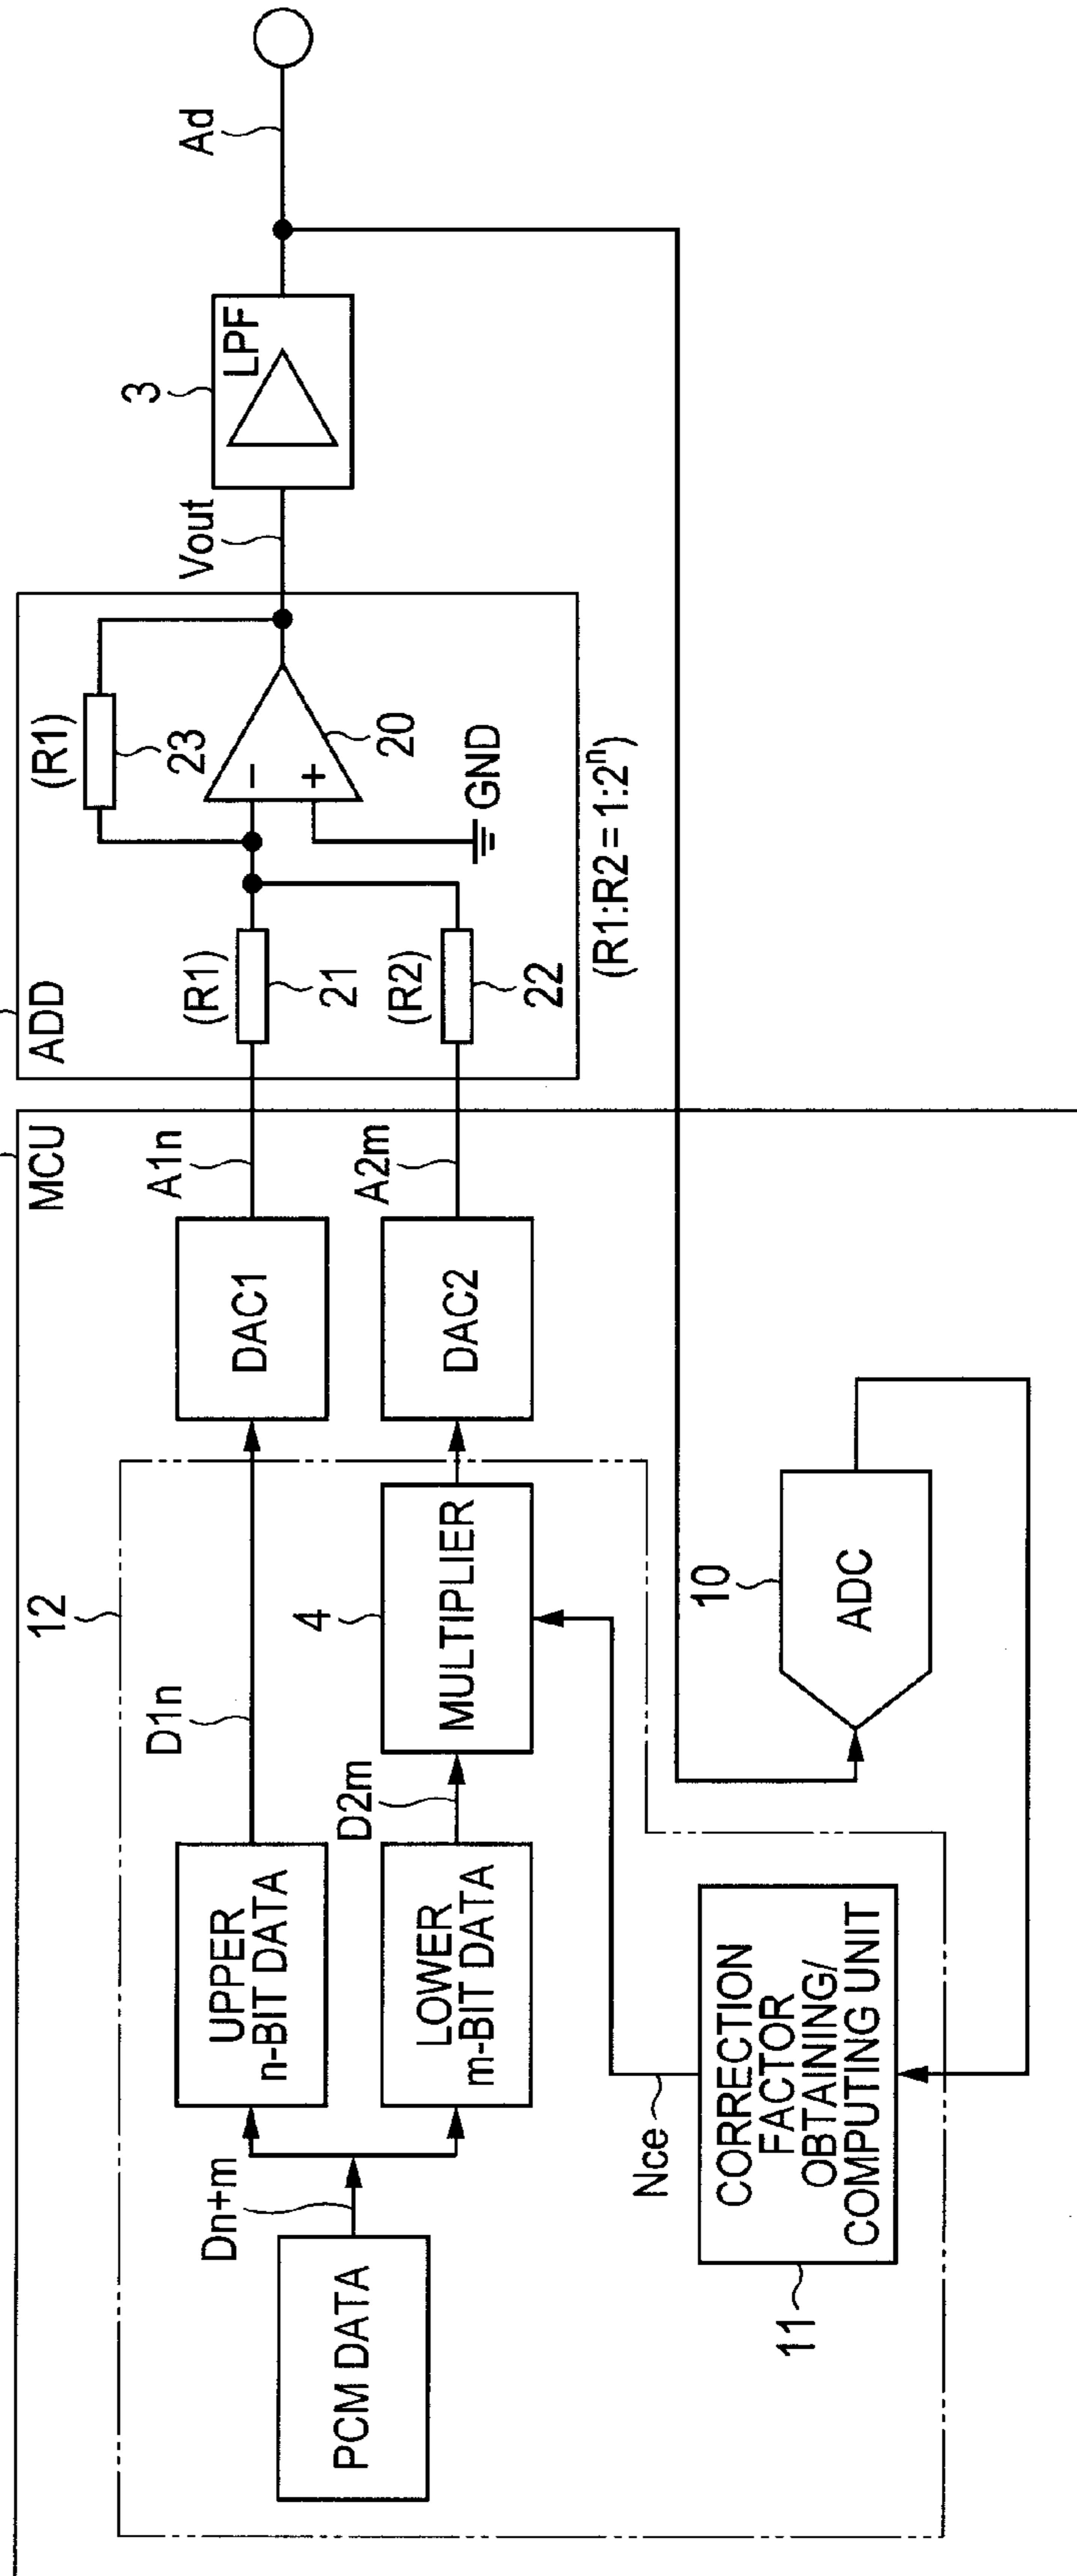 MCU
12
PCM DATA
Dn+m
UPPER
n-BIT DATA
D1n
DAC1
A1n
LOWER
m-BIT DATA
D2m
4
MULTIPLIER
DAC2
A2m
Nce
11
CORRECTION
FACTOR
OBTAINING/
COMPUTING UNIT
10
ADC
ADD
(R1)
21
(R2)
22
(R1)
23
−
+
20
GND
(R1:R2 = 1:2ⁿ)
Vout
3
LPF
Ad